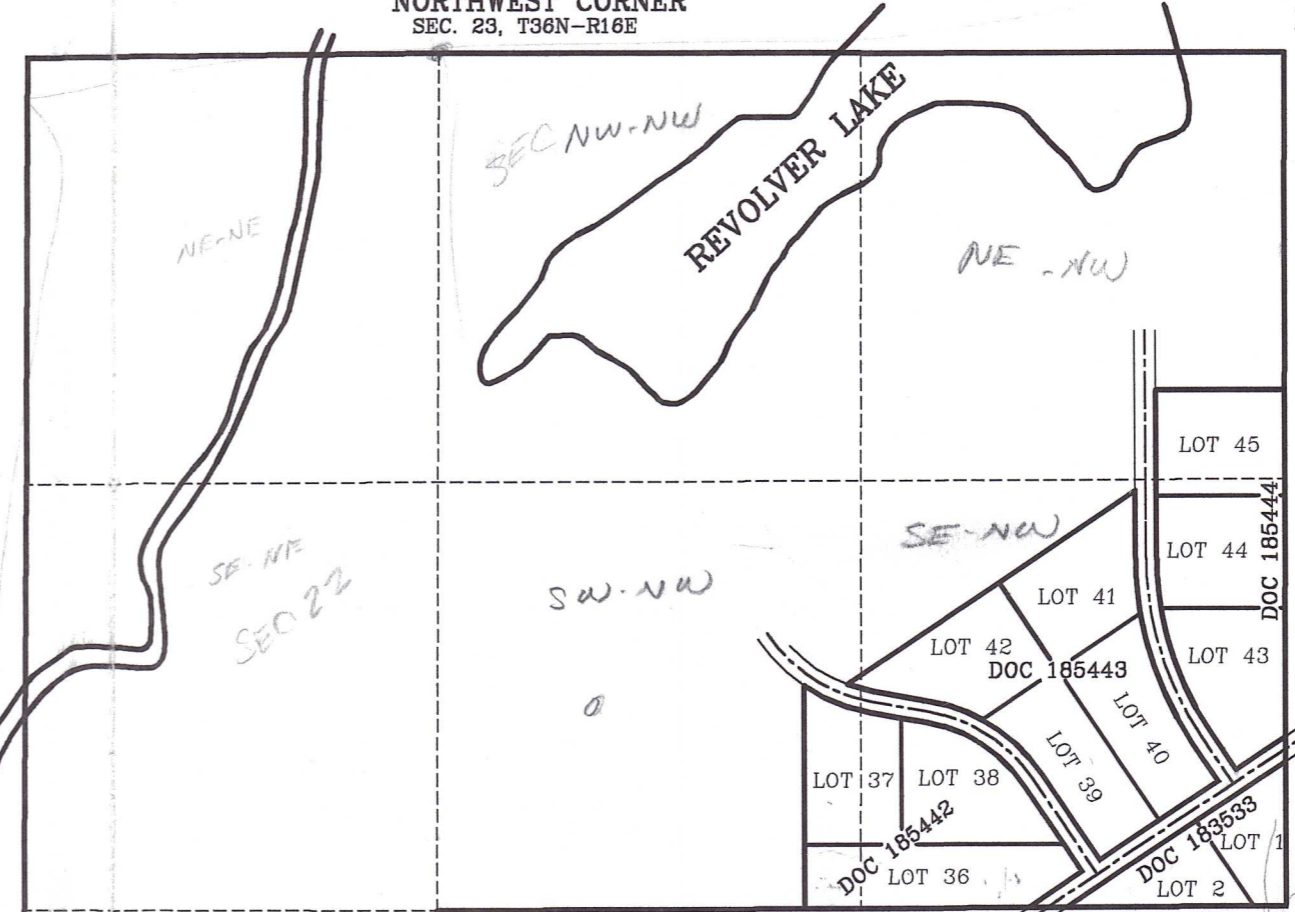 NORTHWEST CORNER
SEC. 23, T36N-R16E
SEC NW-NW
REVOLVER LAKE
NE-NE
NE-NW
LOT 45
SE-NW
LOT 44
DOC 185444
SE-NE
SEC 22
SW-NW
LOT 41
LOT 42
DOC 185443
LOT 43
LOT 40
LOT 39
LOT 37
LOT 38
DOC 185442
LOT 36
DOC 183533
LOT 1
LOT 2